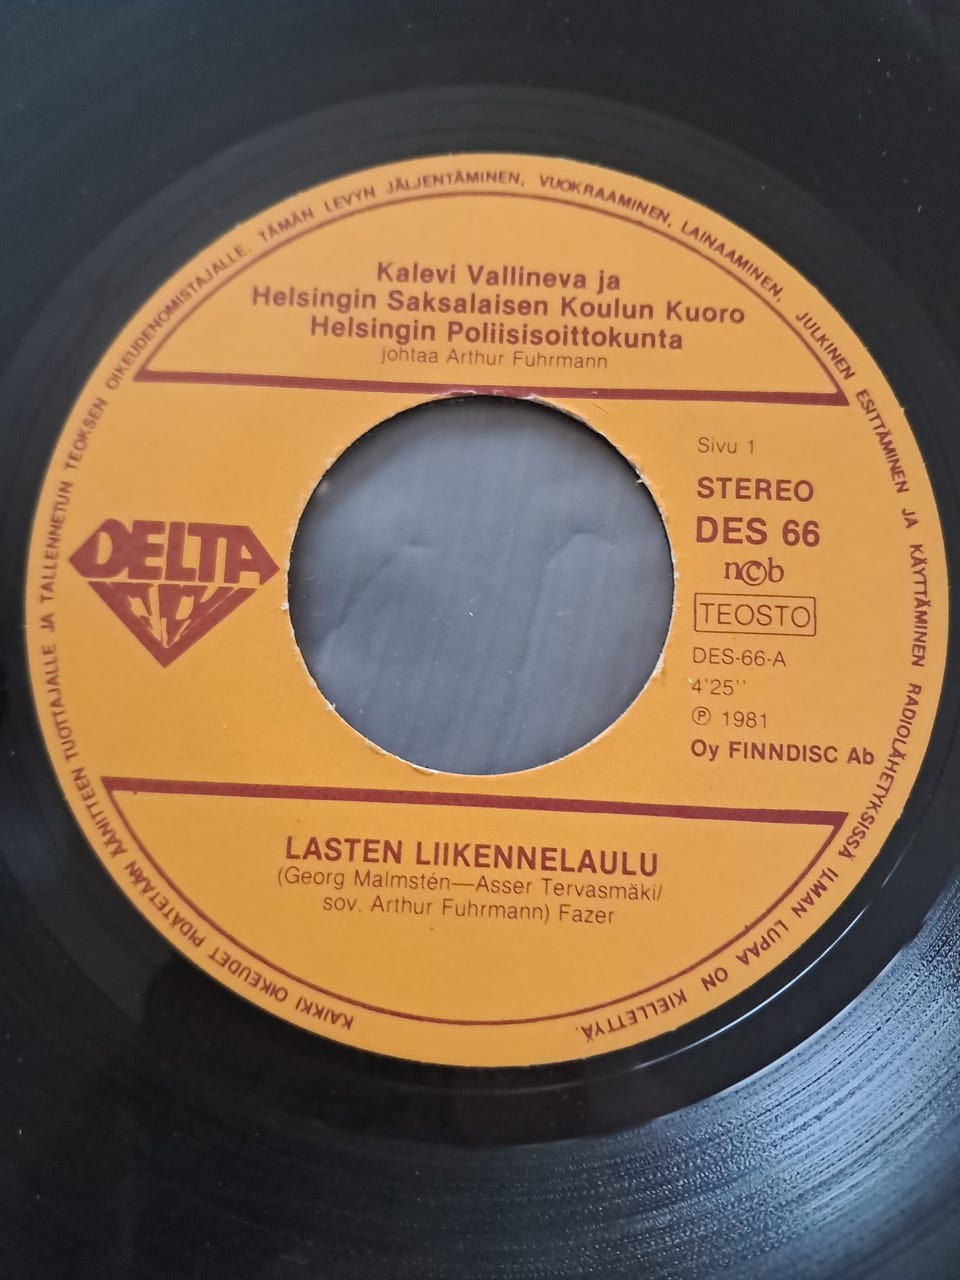 KAIKKI OIKEUDET PIDÄTETÄÄN ÄÄNITTEEN TUOTTAJALLE JA TALLENNETUN TEOKSEN OIKEUDENOMISTAJALLE. TÄMÄN LEVYN JÄLJENTÄMINEN, VUOKRAAMINEN, LAINAAMINEN, JULKINEN ESITTÄMINEN JA KÄYTTÄMINEN RADIOLÄHETYKSISSÄ ILMAN LUPAA ON KIELLETTYÄ.
Kalevi Vallineva ja
Helsingin Saksalaisen Koulun Kuoro
Helsingin Poliisisoittokunta
johtaa Arthur Fuhrmann
DELTA
Sivu 1
STEREO
DES 66
n©b
TEOSTO
DES-66-A
4'25''
℗ 1981
Oy FINNDISC Ab
LASTEN LIIKENNELAULU
(Georg Malmstén—Asser Tervasmäki/
sov. Arthur Fuhrmann) Fazer